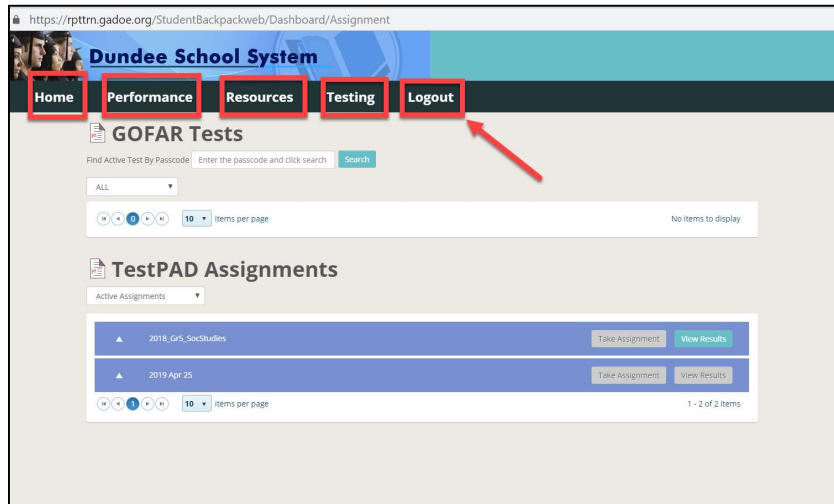 https://rpttrn.gadoe.org/StudentBackpackweb/Dashboard/Assignment
Dundee School System
Home Performance Resources Testing Logout
GOFAR Tests
Find Active Test By Passcode Enter the passcode and click search Search
ALL
0 10 items per page No items to display
TestPAD Assignments
Active Assignments
2018_Gr5_SocStudies Take Assignment View Results
2019 Apr 25 Take Assignment View Results
1 10 items per page 1 - 2 of 2 items